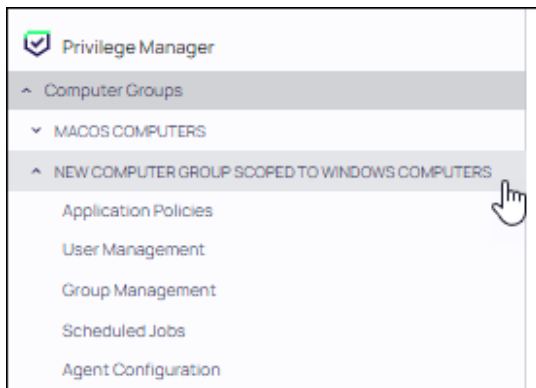 Privilege Manager
Computer Groups
MACOS COMPUTERS
NEW COMPUTER GROUP SCOPED TO WINDOWS COMPUTERS
Application Policies
User Management
Group Management
Scheduled Jobs
Agent Configuration